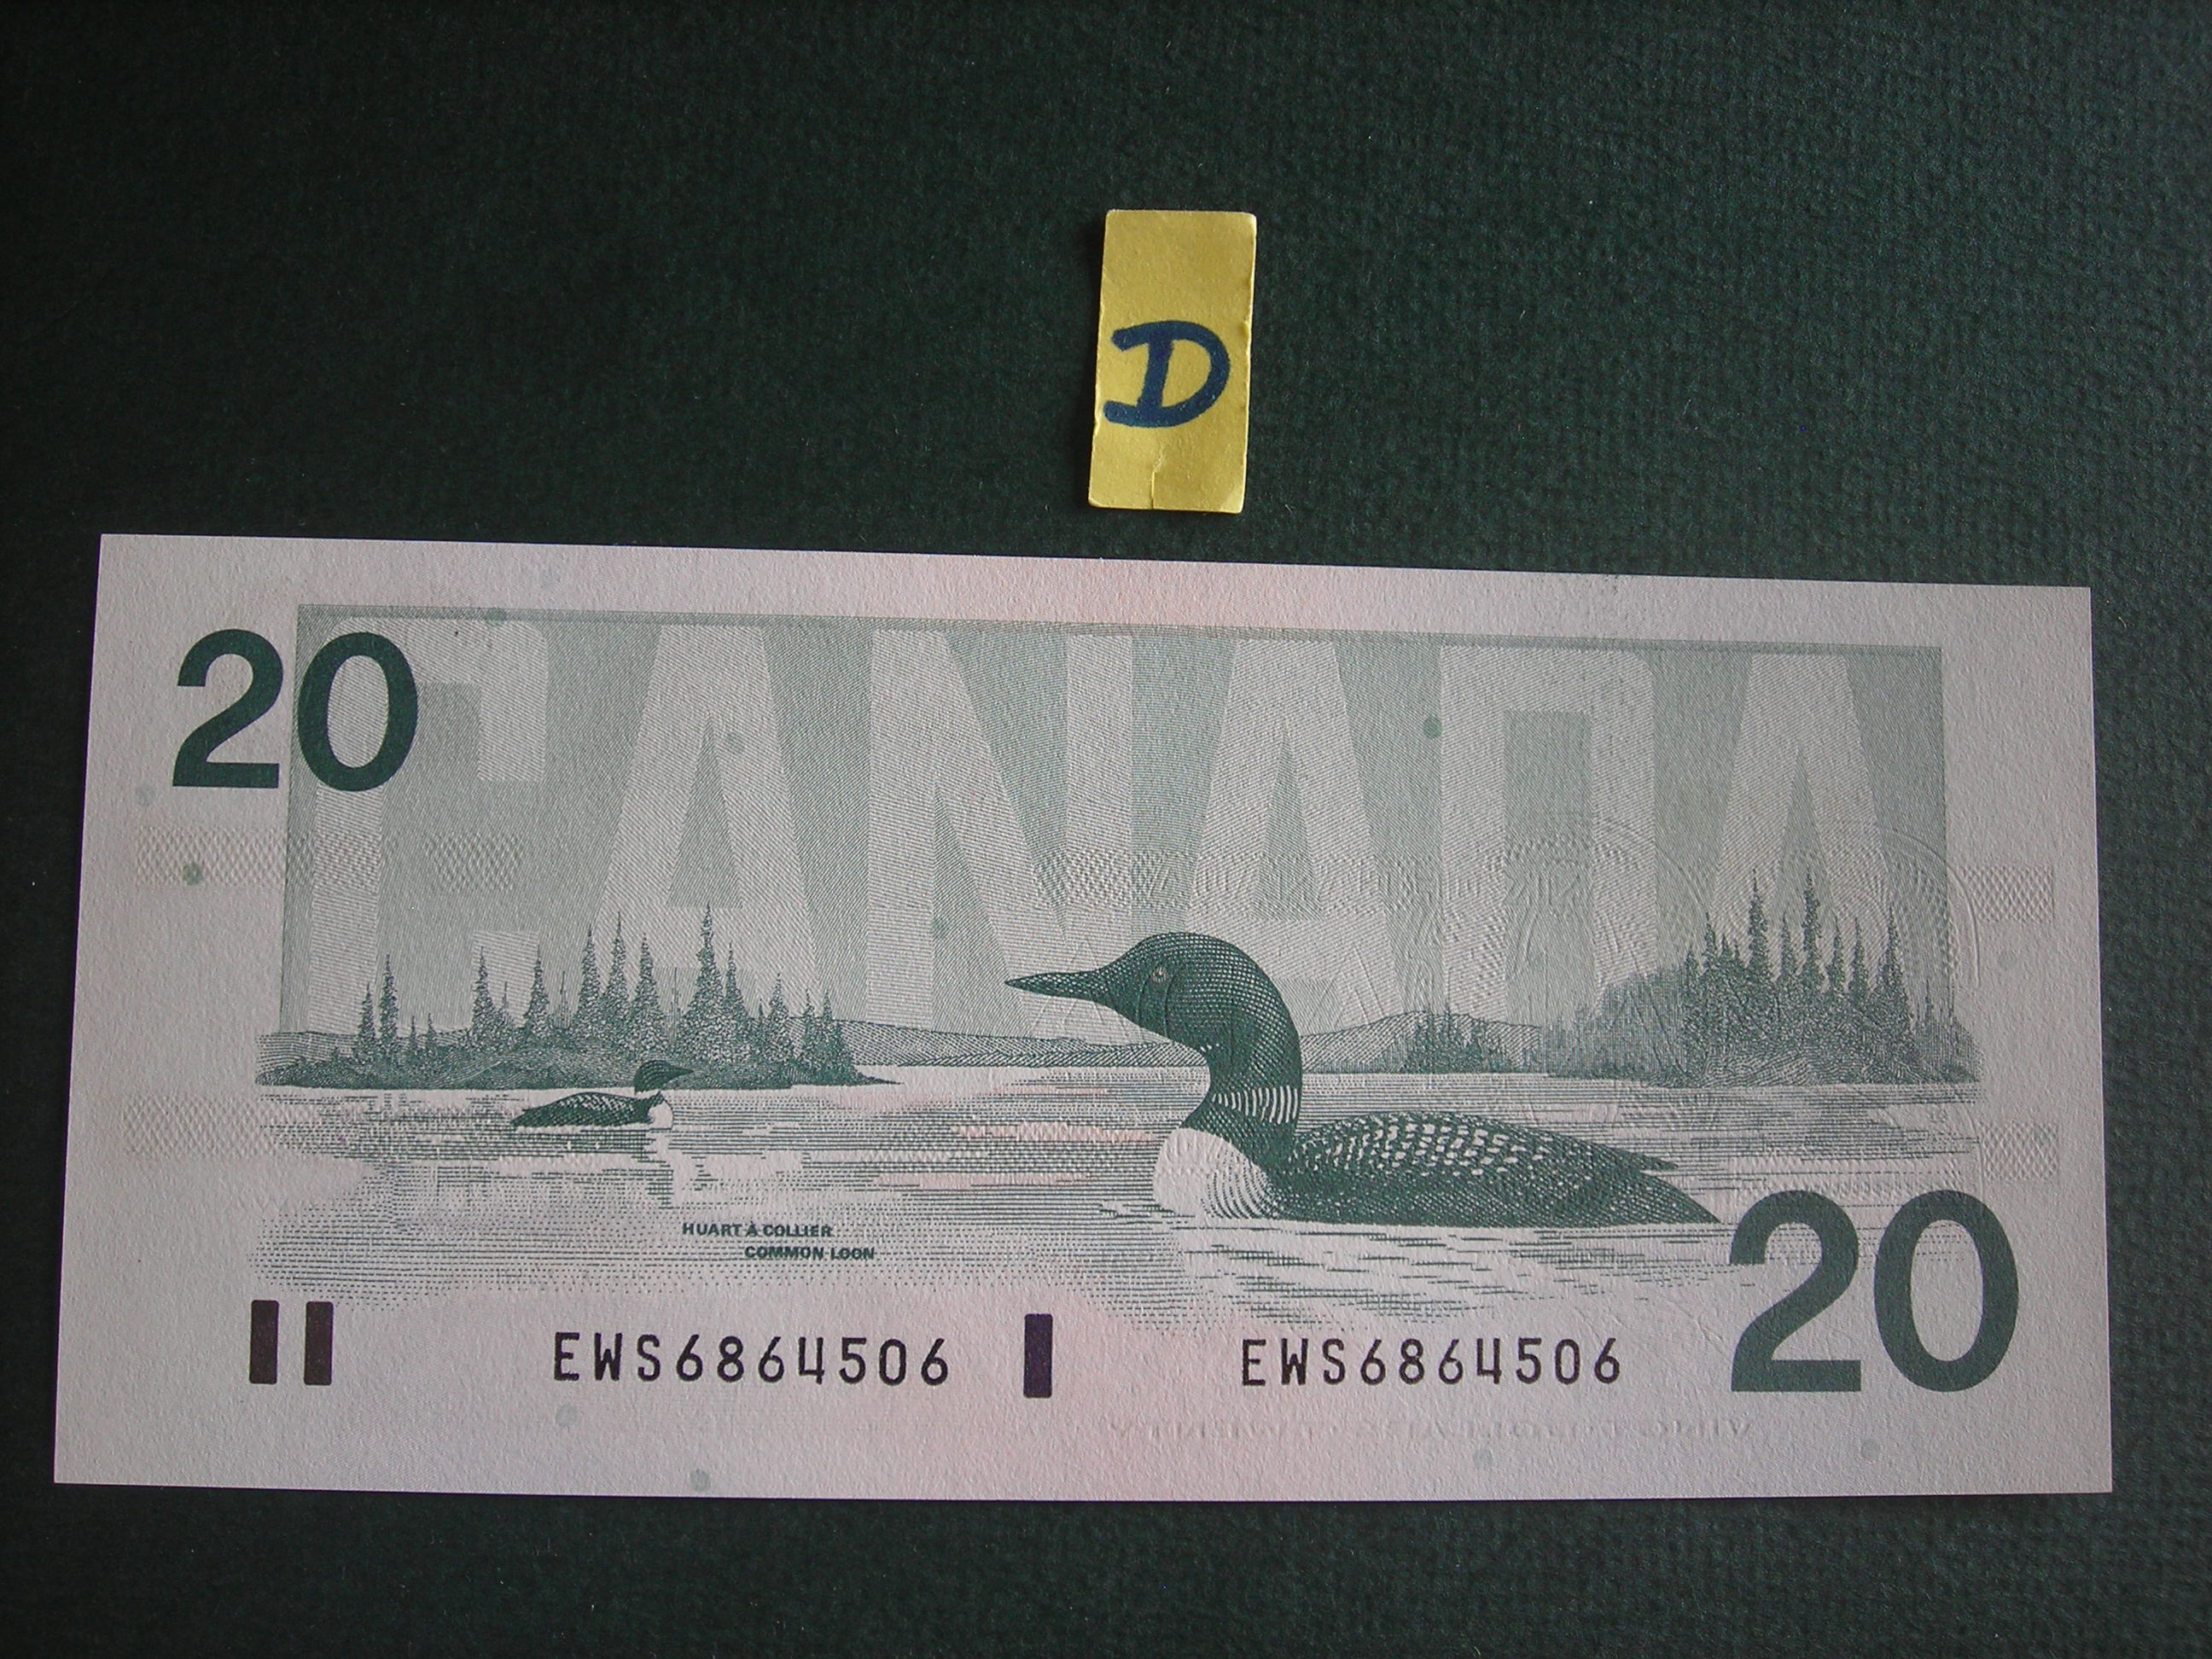 D
20
CANADA
HUART À COLLIER
COMMON LOON
EWS6864506
EWS6864506
20